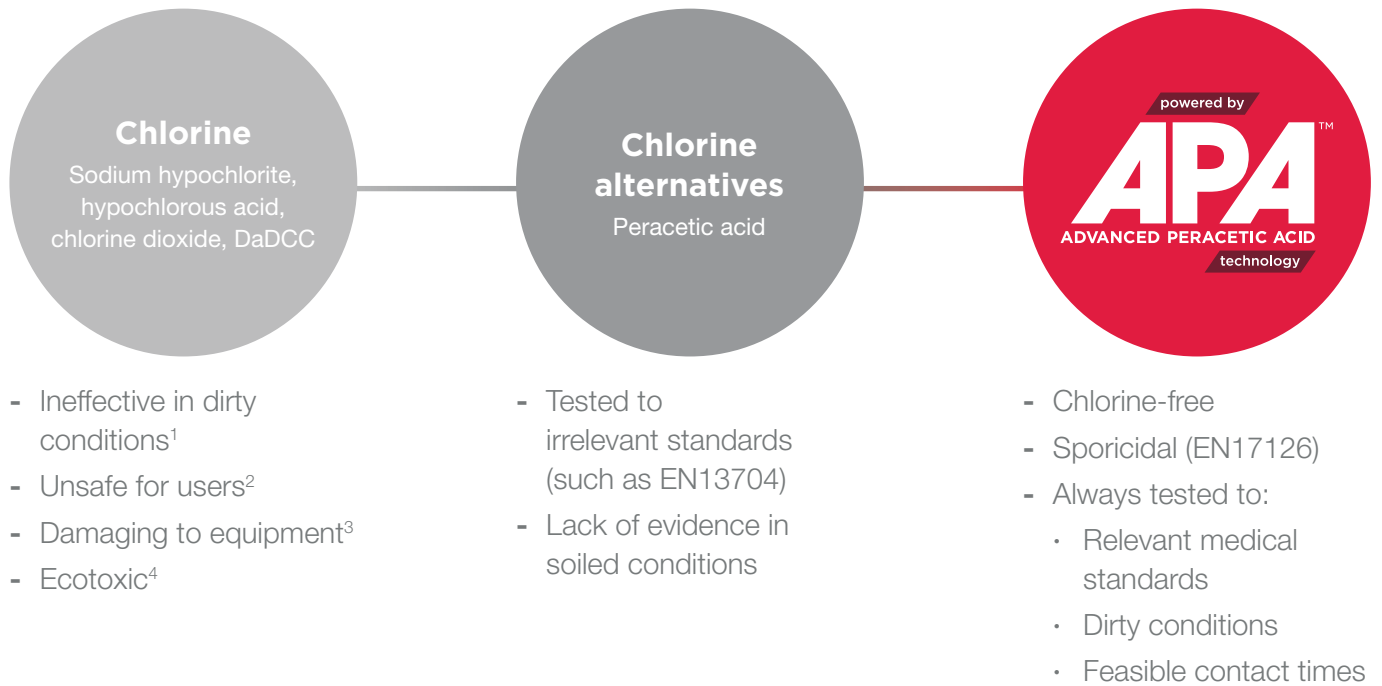 Chlorine
Sodium hypochlorite,
hypochlorous acid,
chlorine dioxide, DaDCC
- Ineffective in dirty
conditions¹
- Unsafe for users²
- Damaging to equipment³
- Ecotoxic⁴
Chlorine
alternatives
Peracetic acid
- Tested to
irrelevant standards
(such as EN13704)
- Lack of evidence in
soiled conditions
powered by
APA™
ADVANCED PERACETIC ACID
technology
- Chlorine-free
- Sporicidal (EN17126)
- Always tested to:
· Relevant medical
standards
· Dirty conditions
· Feasible contact times